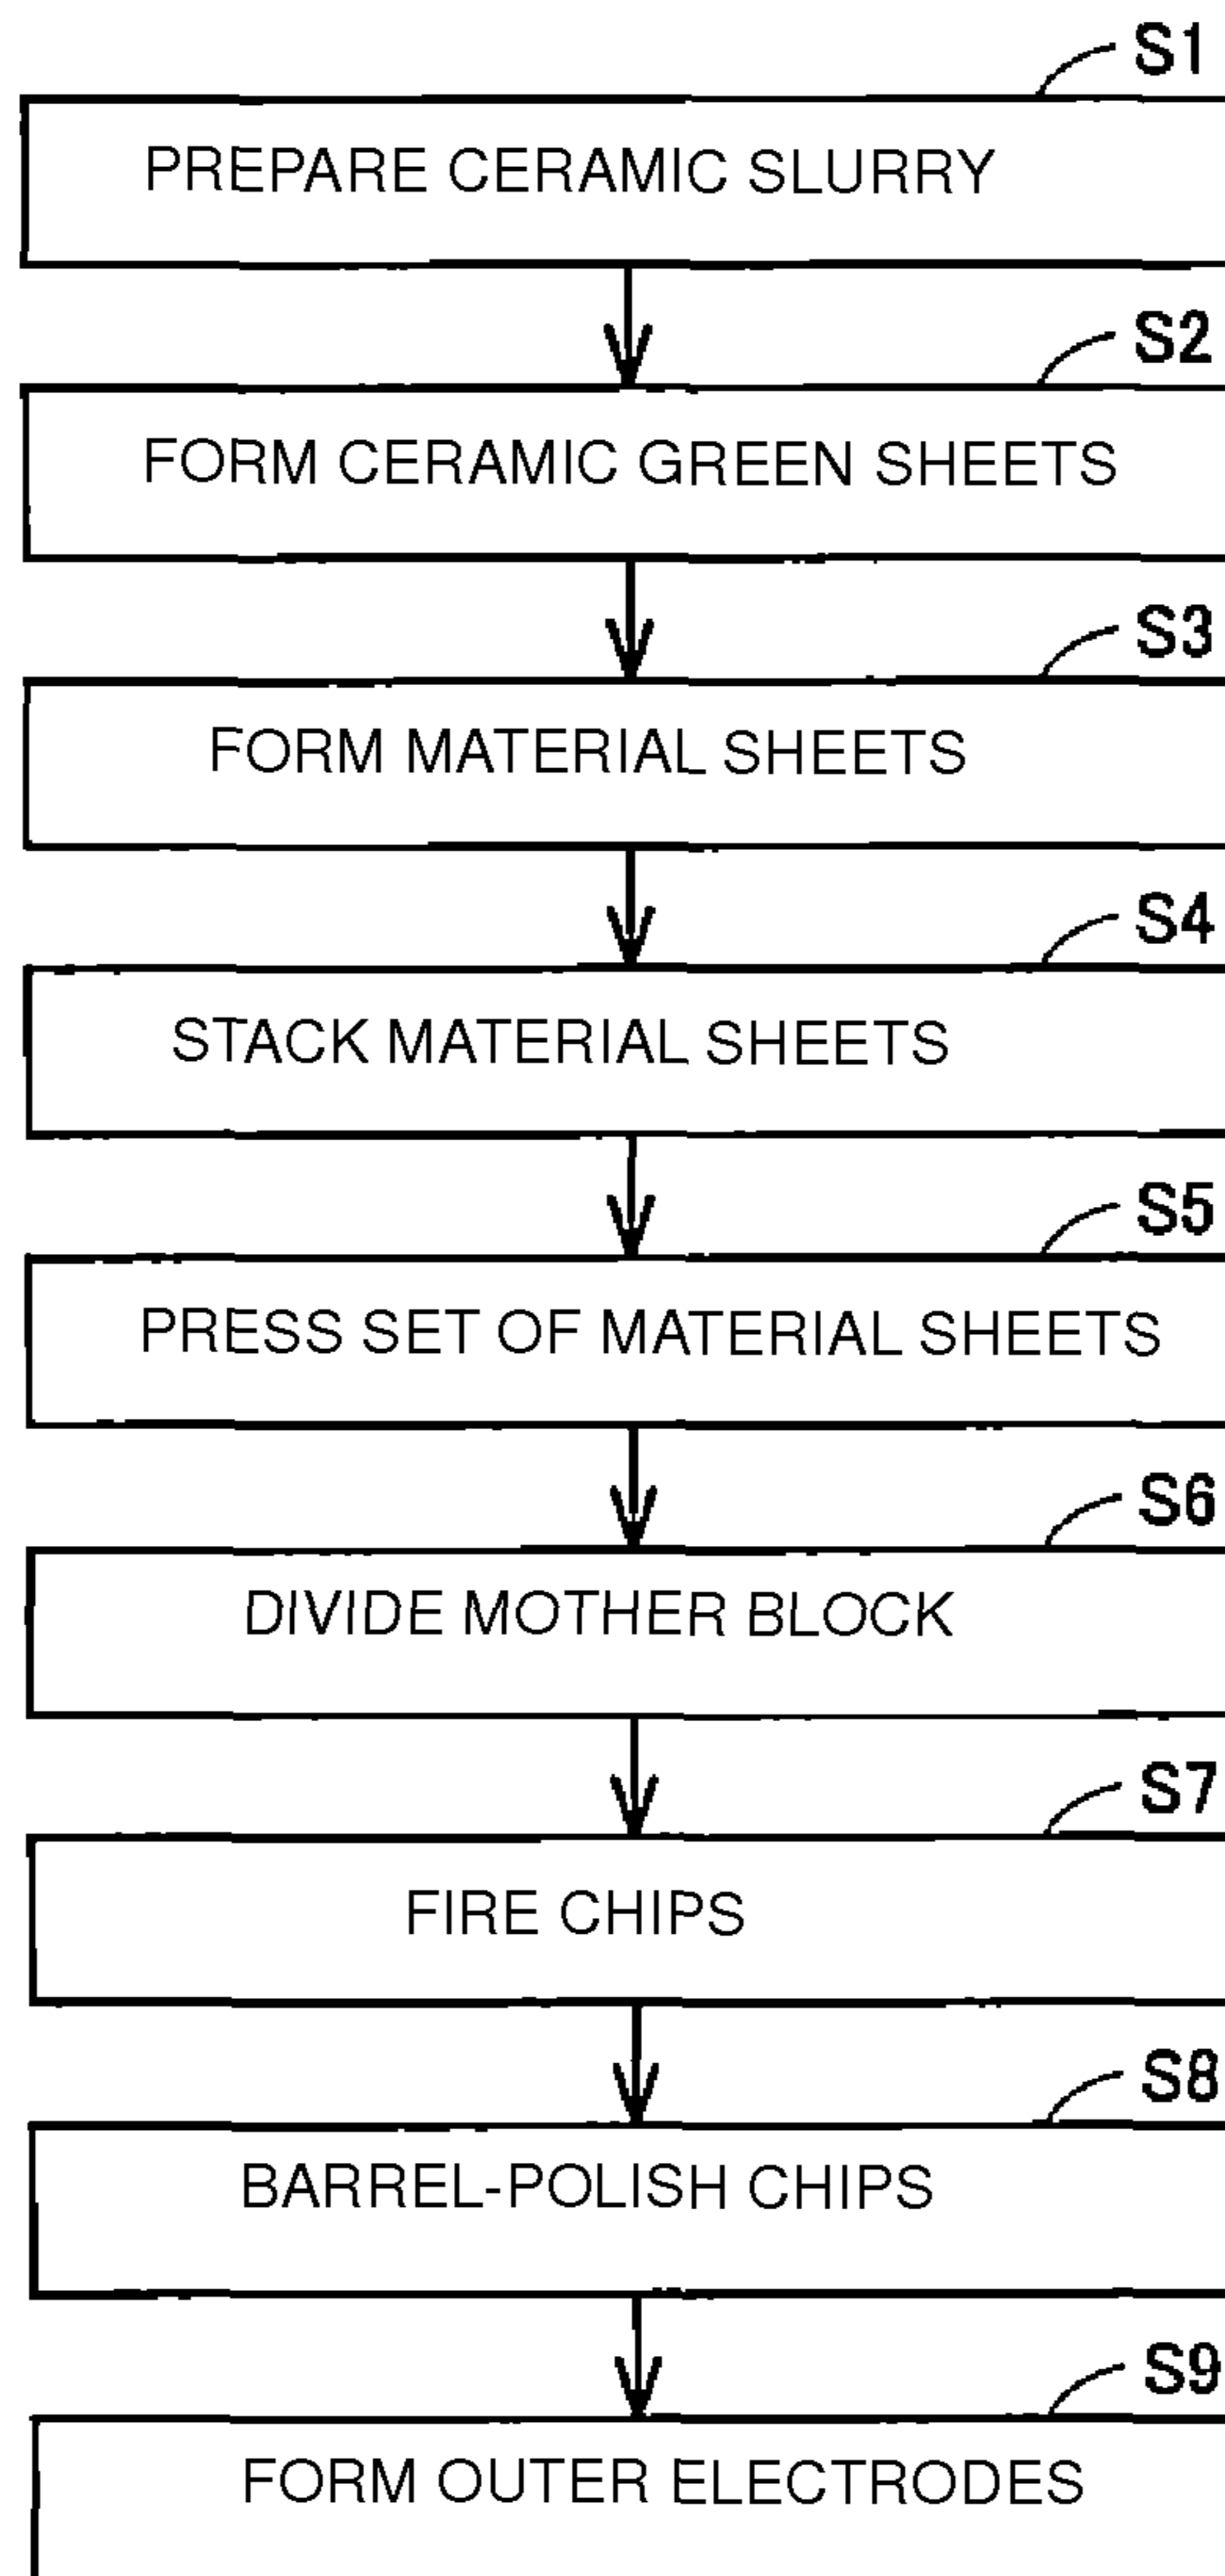 S1
PREPARE CERAMIC SLURRY
S2
FORM CERAMIC GREEN SHEETS
S3
FORM MATERIAL SHEETS
S4
STACK MATERIAL SHEETS
S5
PRESS SET OF MATERIAL SHEETS
S6
DIVIDE MOTHER BLOCK
S7
FIRE CHIPS
S8
BARREL-POLISH CHIPS
S9
FORM OUTER ELECTRODES